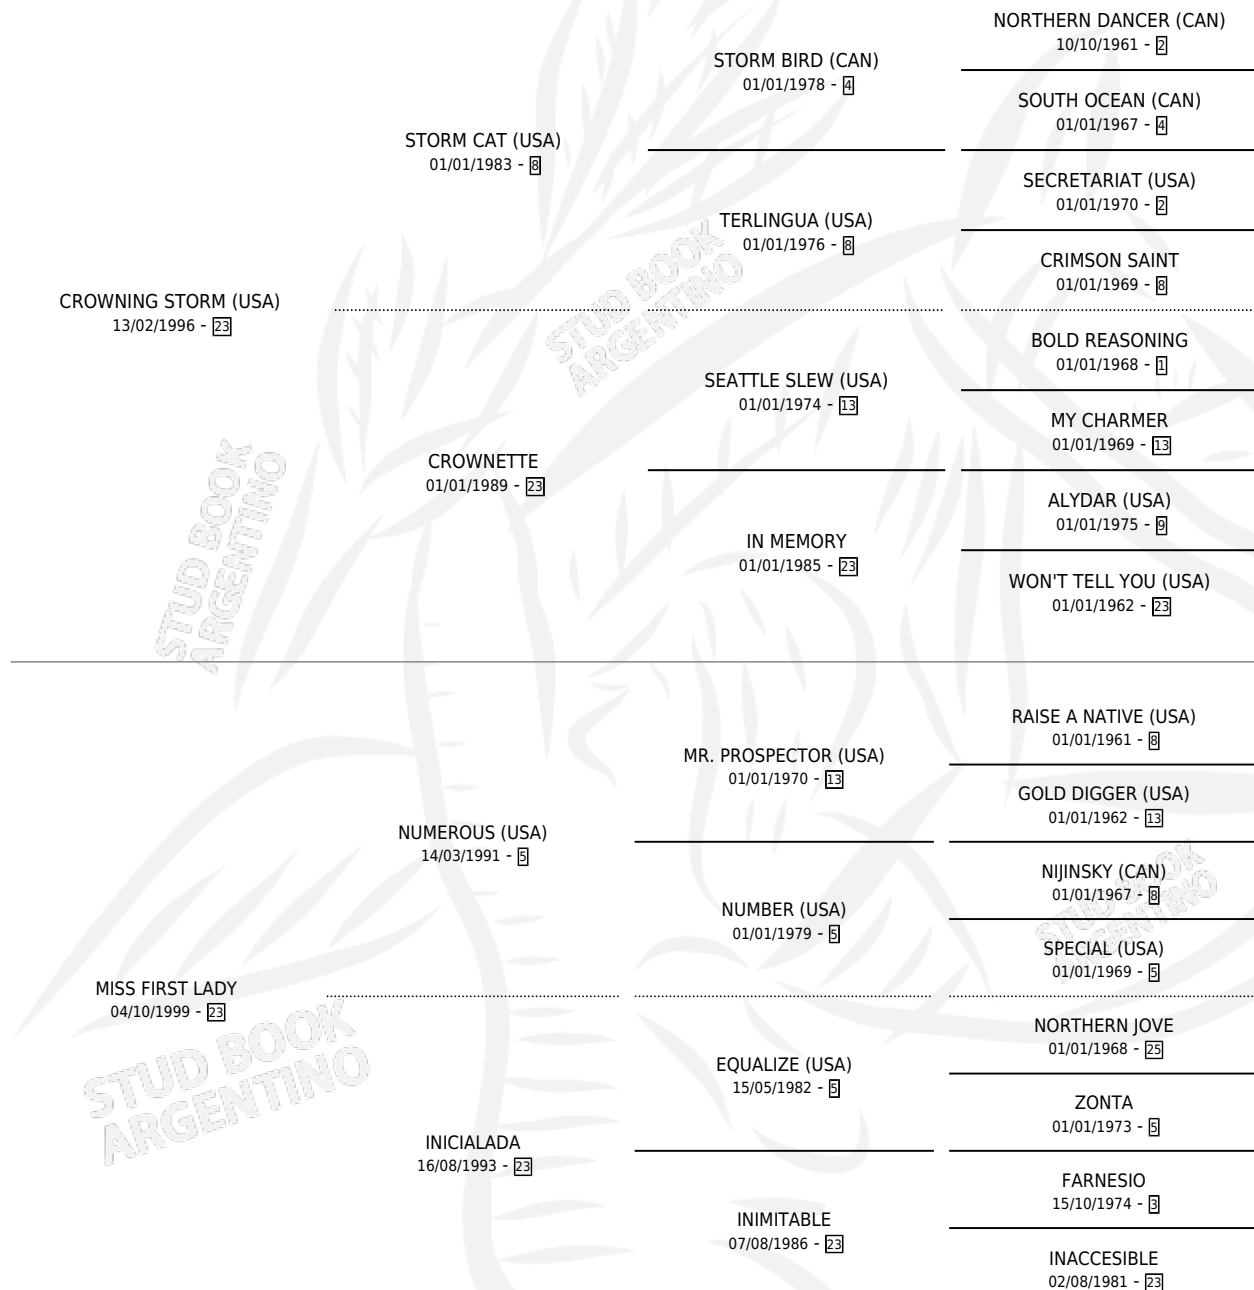 CROWNING STORM (USA)
13/02/1996 - 23
STORM CAT (USA)
01/01/1983 - 8
CROWNETTE
01/01/1989 - 23
STORM BIRD (CAN)
01/01/1978 - 4
TERLINGUA (USA)
01/01/1976 - 8
SEATTLE SLEW (USA)
01/01/1974 - 13
IN MEMORY
01/01/1985 - 23
NORTHERN DANCER (CAN)
10/10/1961 - 2
SOUTH OCEAN (CAN)
01/01/1967 - 4
SECRETARIAT (USA)
01/01/1970 - 2
CRIMSON SAINT
01/01/1969 - 8
BOLD REASONING
01/01/1968 - 1
MY CHARMER
01/01/1969 - 13
ALYDAR (USA)
01/01/1975 - 9
WON'T TELL YOU (USA)
01/01/1962 - 23
MISS FIRST LADY
04/10/1999 - 23
NUMEROUS (USA)
14/03/1991 - 5
INICIALADA
16/08/1993 - 23
MR. PROSPECTOR (USA)
01/01/1970 - 13
NUMBER (USA)
01/01/1979 - 5
EQUALIZE (USA)
15/05/1982 - 5
INIMITABLE
07/08/1986 - 23
RAISE A NATIVE (USA)
01/01/1961 - 8
GOLD DIGGER (USA)
01/01/1962 - 13
NIJINSKY (CAN)
01/01/1967 - 8
SPECIAL (USA)
01/01/1969 - 5
NORTHERN JOVE
01/01/1968 - 25
ZONTA
01/01/1973 - 5
FARNESIO
15/10/1974 - 3
INACCESIBLE
02/08/1981 - 23
STUD BOOK
ARGENTINO
STUD BOOK
ARGENTINO
STUD BOOK
ARGENTINO
STUD BOOK
ARGENTINO